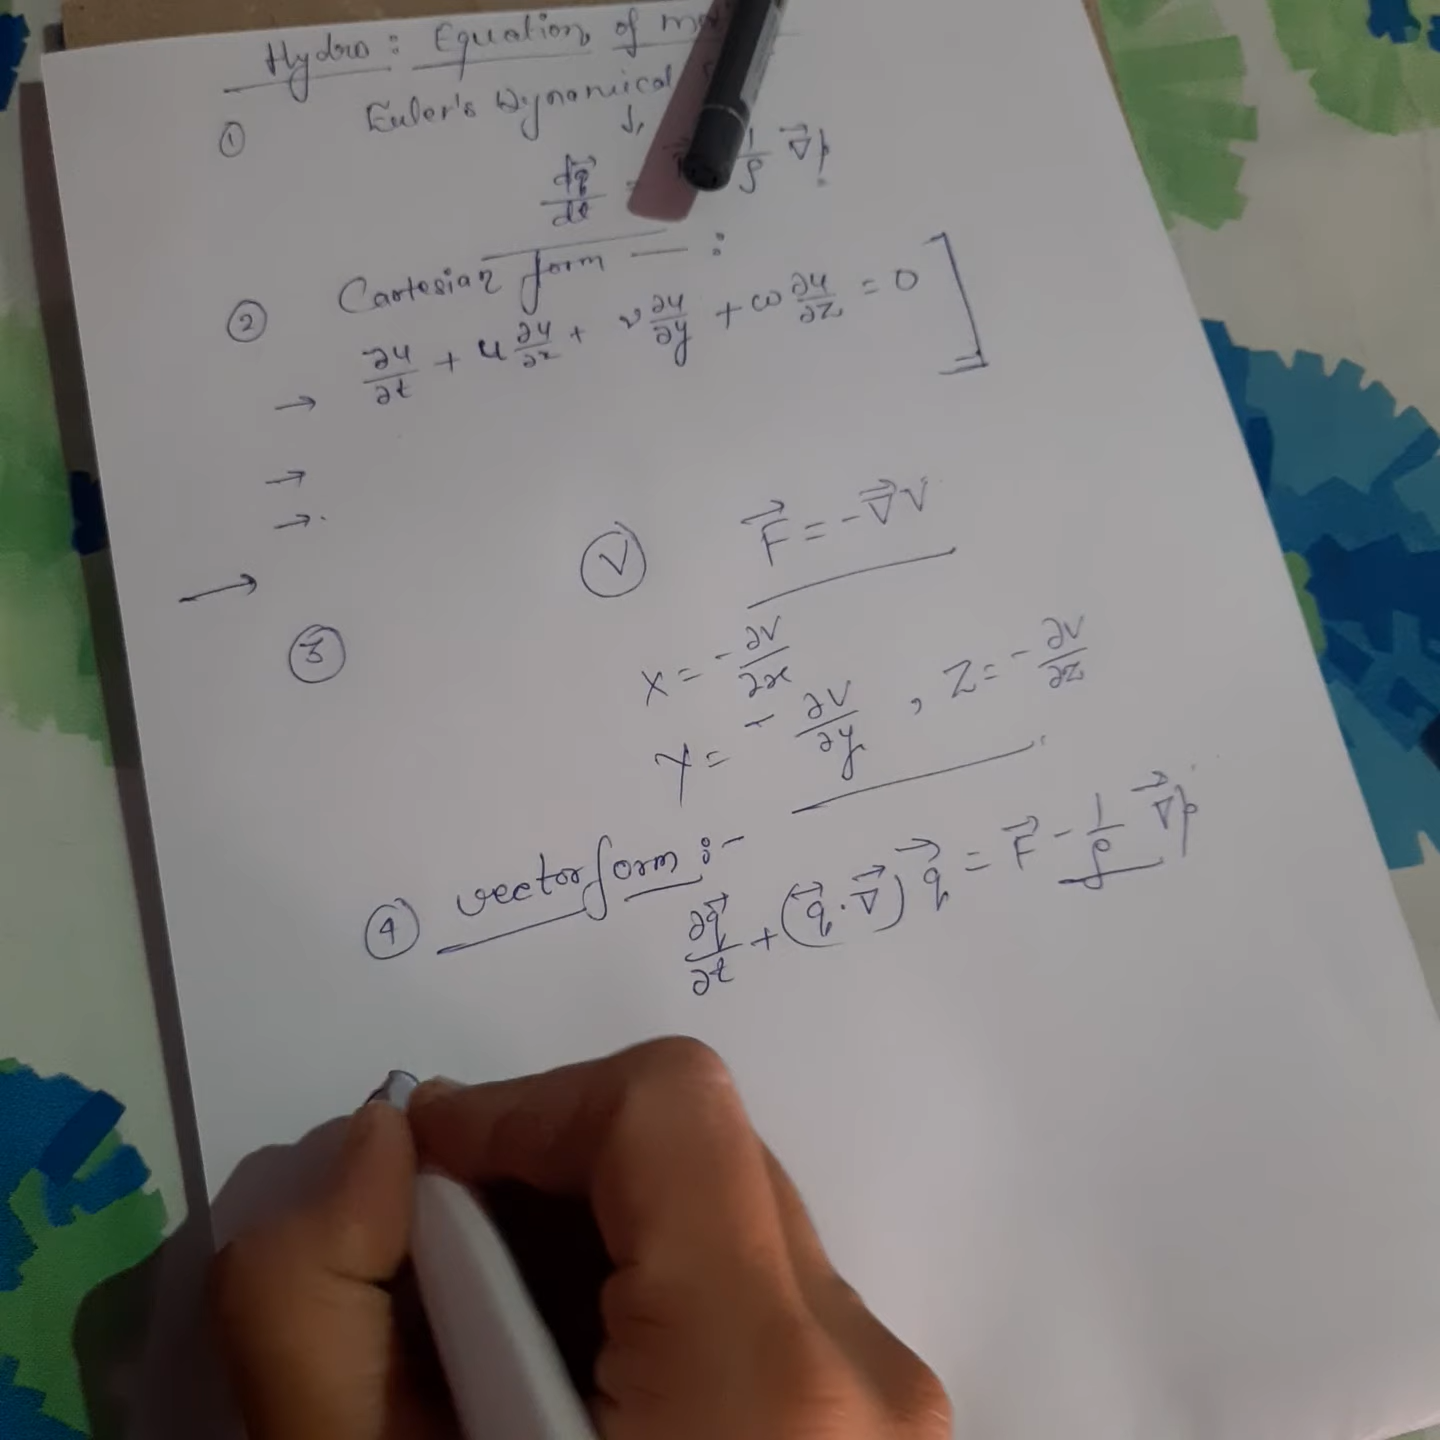 Hydro : Equation of
① Euler's Dynamical
↓
dq⃗/dt = 1/ρ ∇⃗p
② Cartesian form — :
→ ∂u/∂t + u ∂u/∂x + v ∂u/∂y + w ∂u/∂z = 0 ]
→
→
Ⓥ F⃗ = -∇⃗V
→
③ X = - ∂V/∂x
Y = - ∂V/∂y , Z = - ∂V/∂z
④ vector form :-
∂q⃗/∂t + (q⃗·∇⃗) q⃗ = F⃗ - 1/ρ ∇⃗p